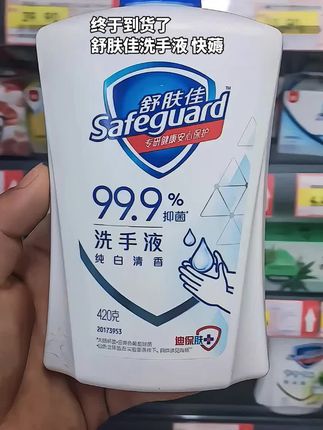 终于到货了
舒肤佳洗手液 快薅
舒肤佳
Safeguard
专研健康安心保护
99.9%
抑菌*
洗手液
纯白清香
420克
20173953
迪保肤